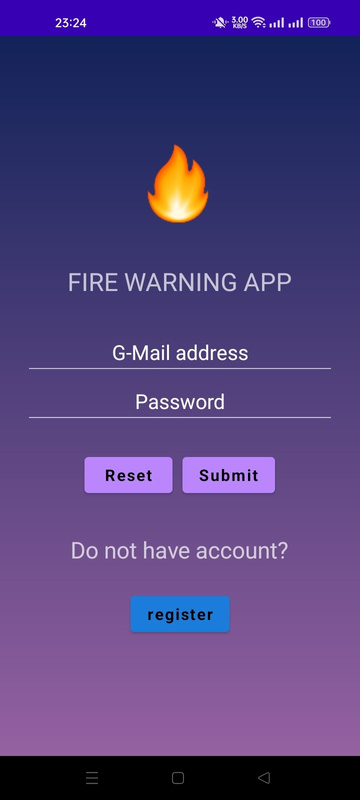 23:24
3.00
KB/S
100
FIRE WARNING APP
G-Mail address
Password
Reset Submit
Do not have account?
register